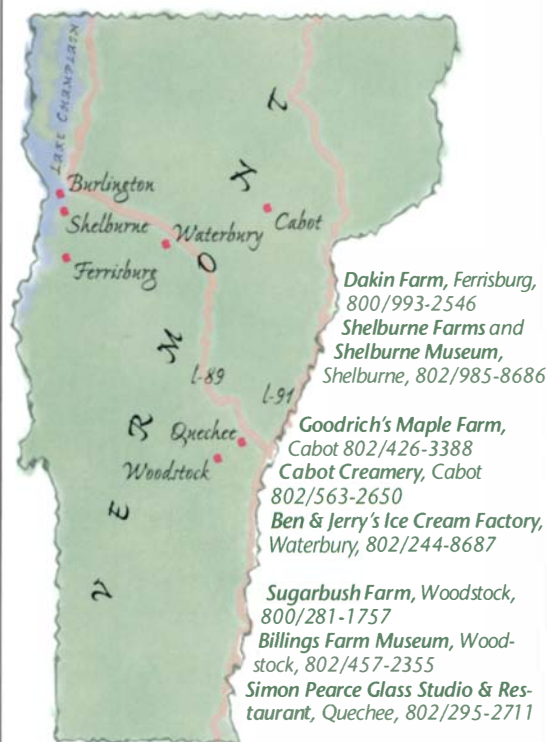 LAKE CHAMPLAIN
VERMONT
Burlington
Shelburne
Waterbury
Cabot
Ferrisburg
I-89
I-91
Quechee
Woodstock
Dakin Farm, Ferrisburg,
800/993-2546
Shelburne Farms and
Shelburne Museum,
Shelburne, 802/985-8686
Goodrich's Maple Farm,
Cabot 802/426-3388
Cabot Creamery, Cabot
802/563-2650
Ben & Jerry's Ice Cream Factory,
Waterbury, 802/244-8687
Sugarbush Farm, Woodstock,
800/281-1757
Billings Farm Museum, Wood-
stock, 802/457-2355
Simon Pearce Glass Studio & Res-
taurant, Quechee, 802/295-2711